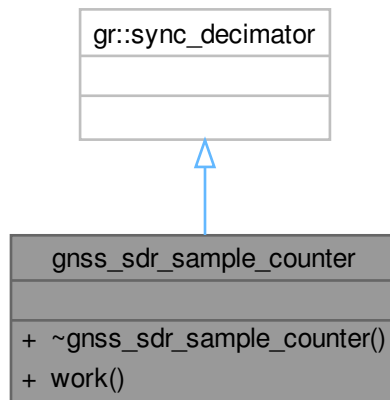 gr::sync_decimator
gnss_sdr_sample_counter
+ ~gnss_sdr_sample_counter()
+ work()